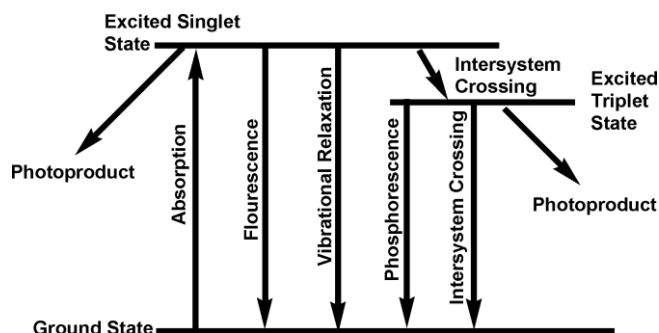 Excited Singlet
State
Intersystem
Crossing
Excited
Triplet
State
Photoproduct
Absorption
Flourescence
Vibrational Relaxation
Phosphorescence
Intersystem Crossing
Photoproduct
Ground State